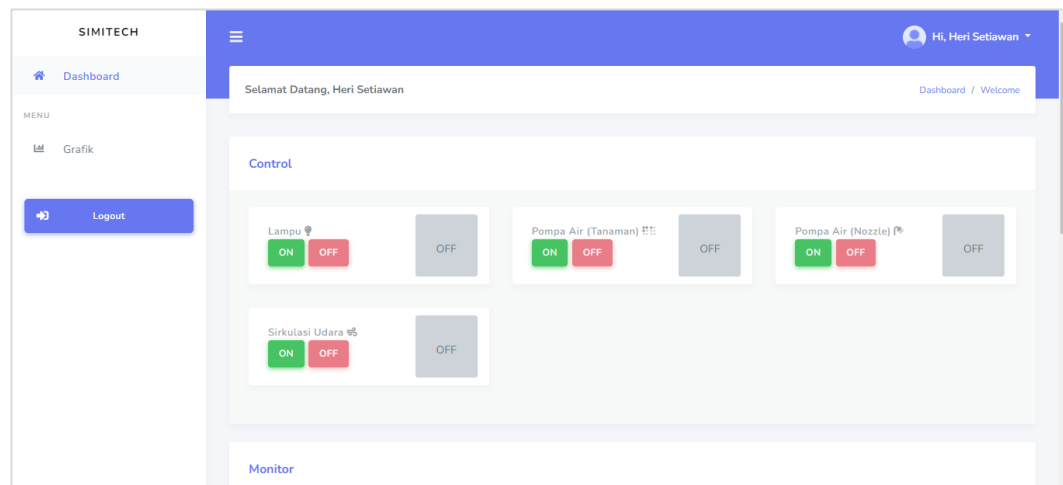 SIMITECH
Hi, Heri Setiawan
Dashboard
Selamat Datang, Heri Setiawan
Dashboard / Welcome
MENU
Grafik
Logout
Control
Lampu
ON OFF
OFF
Pompa Air (Tanaman)
ON OFF
OFF
Pompa Air (Nozzle)
ON OFF
OFF
Sirkulasi Udara
ON OFF
OFF
Monitor